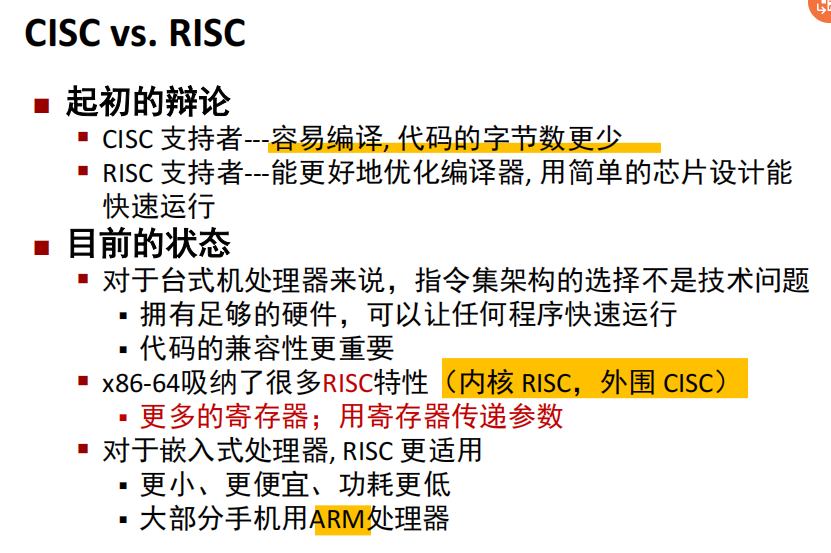 CISC vs. RISC
起初的辩论
CISC 支持者---容易编译, 代码的字节数更少
RISC 支持者---能更好地优化编译器, 用简单的芯片设计能
快速运行
目前的状态
对于台式机处理器来说，指令集架构的选择不是技术问题
拥有足够的硬件，可以让任何程序快速运行
代码的兼容性更重要
x86-64吸纳了很多RISC特性（内核 RISC，外围 CISC）
更多的寄存器；用寄存器传递参数
对于嵌入式处理器, RISC 更适用
更小、更便宜、功耗更低
大部分手机用ARM处理器